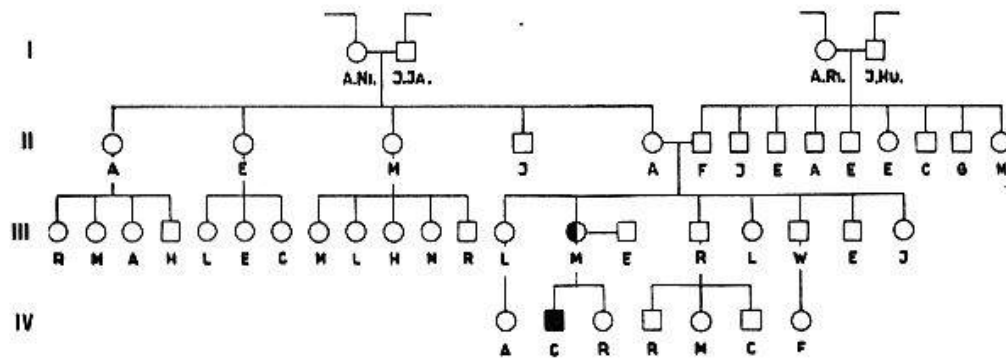 I
A.NI. J.JA. A.RI. J.HU.
II
A E M J A F J E A E E C G M
III
R M A H L E C M L H N R L M E R L W E J
IV
A G R R M C F